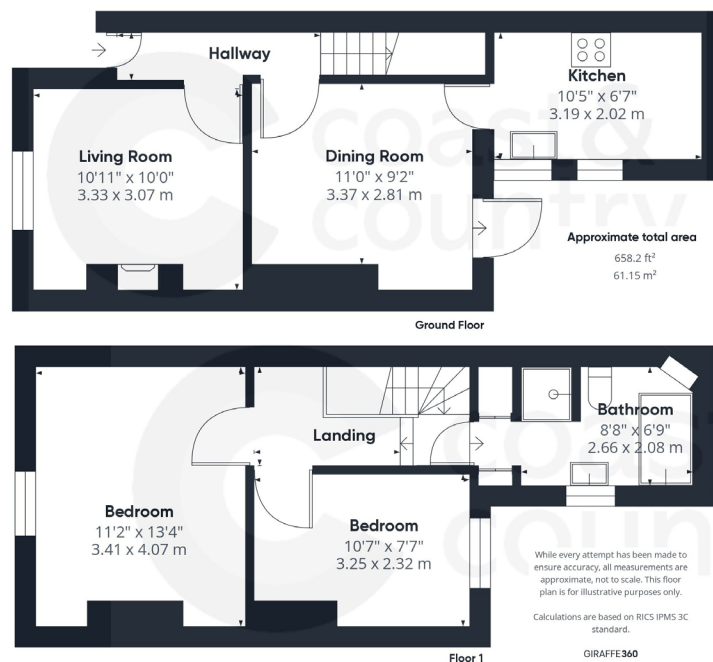 Hallway
Kitchen
10'5" x 6'7"
3.19 x 2.02 m
Living Room
10'11" x 10'0"
3.33 x 3.07 m
Dining Room
11'0" x 9'2"
3.37 x 2.81 m
coast &
country
Approximate total area
658.2 ft²
61.15 m²
Ground Floor
Landing
Bathroom
8'8" x 6'9"
2.66 x 2.08 m
Bedroom
11'2" x 13'4"
3.41 x 4.07 m
Bedroom
10'7" x 7'7"
3.25 x 2.32 m
coast
count
While every attempt has been made to
ensure accuracy, all measurements are
approximate, not to scale. This floor
plan is for illustrative purposes only.
Calculations are based on RICS IPMS 3C
standard.
GIRAFFE360
Floor 1